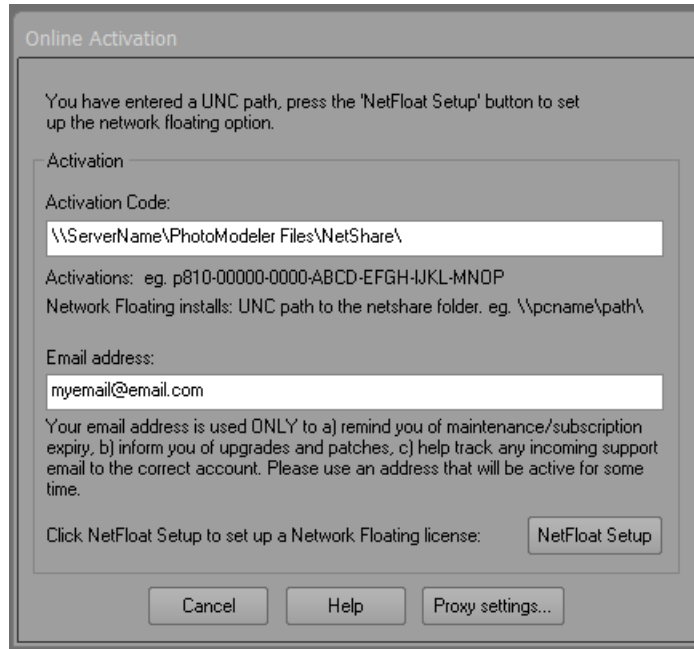 Online Activation
You have entered a UNC path, press the 'NetFloat Setup' button to set
up the network floating option.
Activation
Activation Code:
\\ServerName\PhotoModeler Files\NetShare\
Activations:  eg. p810-00000-0000-ABCD-EFGH-IJKL-MNOP
Network Floating installs: UNC path to the netshare folder. eg. \\pcname\path\
Email address:
myemail@email.com
Your email address is used ONLY to a) remind you of maintenance/subscription
expiry, b) inform you of upgrades and patches, c) help track any incoming support
email to the correct account. Please use an address that will be active for some
time.
Click NetFloat Setup to set up a Network Floating license:
NetFloat Setup
Cancel
Help
Proxy settings...